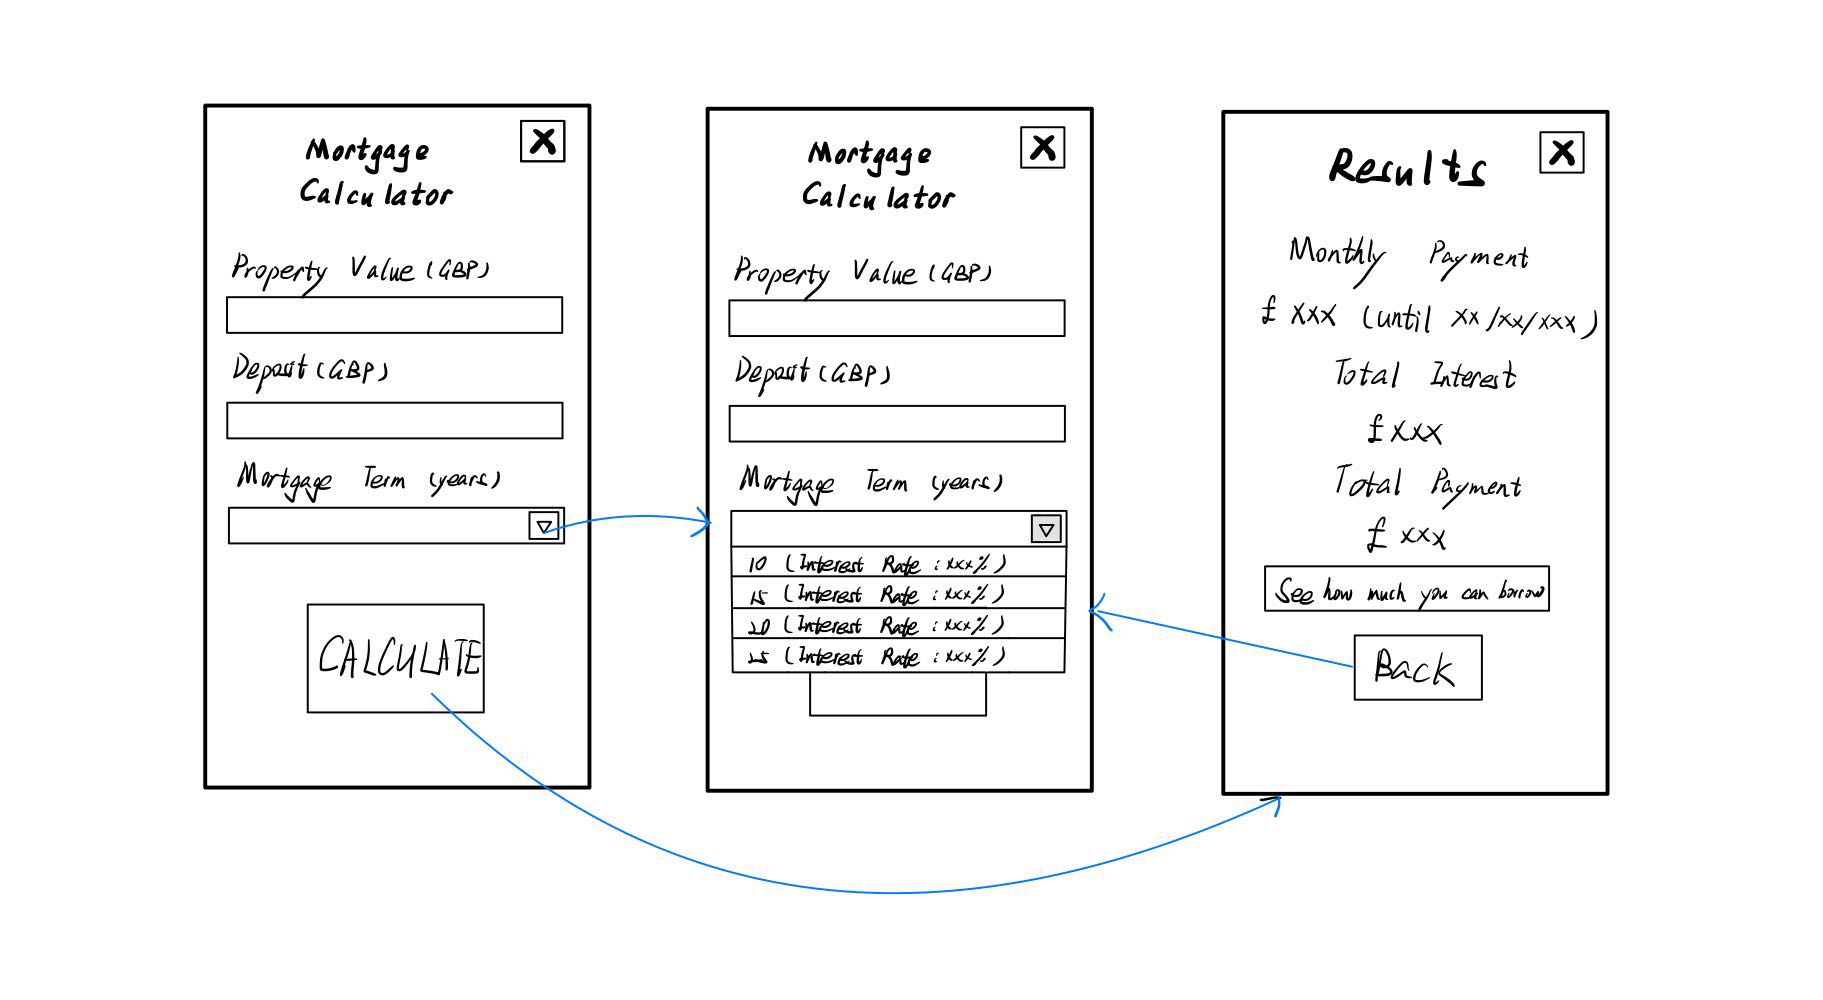 X
Mortgage
Calculator
Property Value (GBP)
Deposit (GBP)
Mortgage Term (years)
CALCULATE
X
Mortgage
Calculator
Property Value (GBP)
Deposit (GBP)
Mortgage Term (years)
10 (Interest Rate : xxx%)
15 (Interest Rate : xxx%)
20 (Interest Rate : xxx%)
25 (Interest Rate : xxx%)
X
Results
Monthly Payment
£ xxx (until xx/xx/xxx)
Total Interest
£xxx
Total Payment
£ xxx
See how much you can borrow
Back